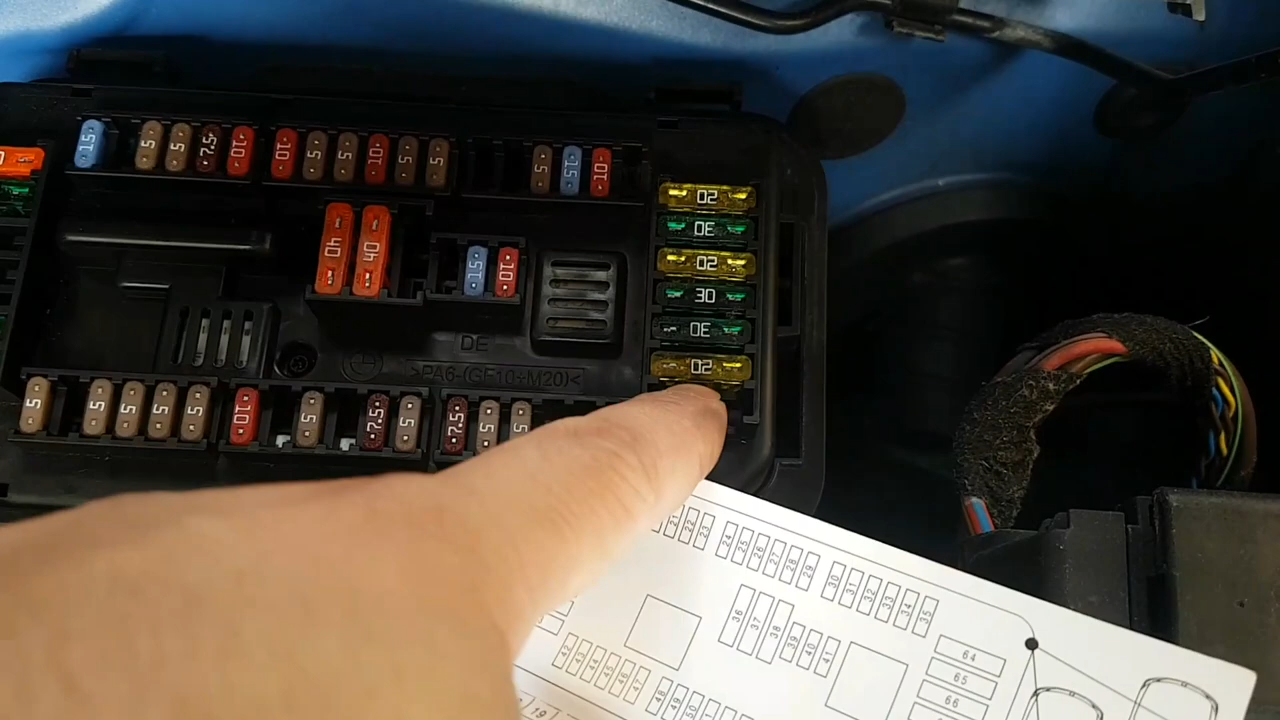 15 5 5 7.5 10 10 5 5 10 5 5 5 15 10
20
30
20
30
30
20
40 40 15 10
DE
>PA6-(GF10+M20)<
5 5 5 5 5 10 5 7.5 5 7.5 5 5
21 22 23 24 25 26 27 28 29 30 31 32 33 34 35
36 37 38 39 40 41
64
65
66
42 43 44 45 46 47 48 49 50
19